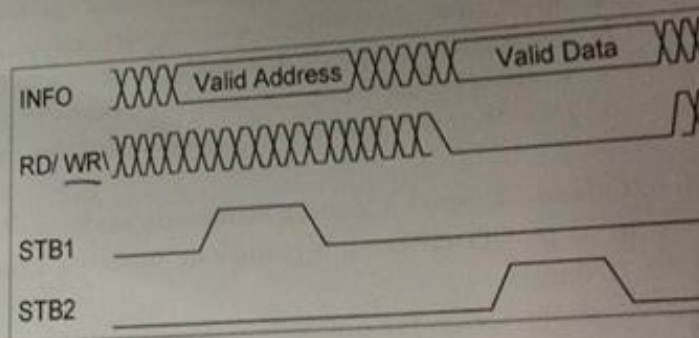 INFO Valid Address Valid Data
RD/ WR\
STB1
STB2